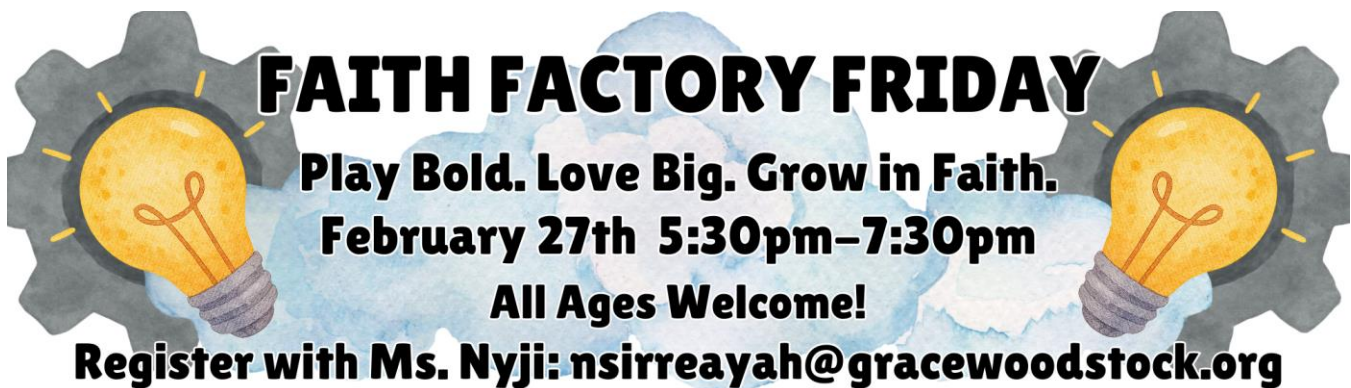 FAITH FACTORY FRIDAY
Play Bold. Love Big. Grow in Faith.
February 27th 5:30pm-7:30pm
All Ages Welcome!
Register with Ms. Nyji: nsirreayah@gracewoodstock.org